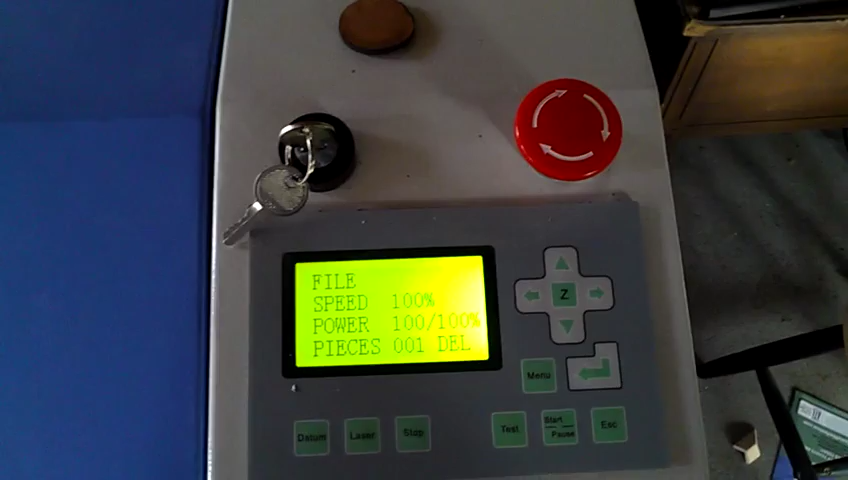 FILE
SPEED 100%
POWER 100/100%
PIECES 001 DEL
Z
Menu
Datum Laser Stop Test Start Pause Esc